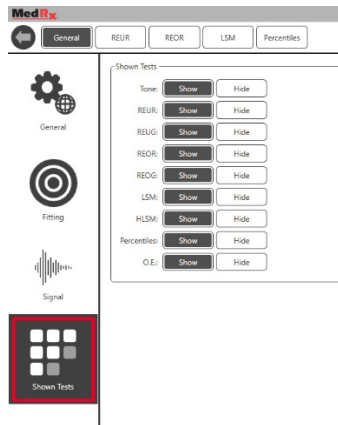 MedRx
General REUR REOR LSM Percentiles
Shown Tests
Tone: Show Hide
REUR: Show Hide
REUG: Show Hide
REOR: Show Hide
REOG: Show Hide
LSM: Show Hide
HLSM: Show Hide
Percentiles: Show Hide
O.E.: Show Hide
General
Fitting
Signal
Shown Tests